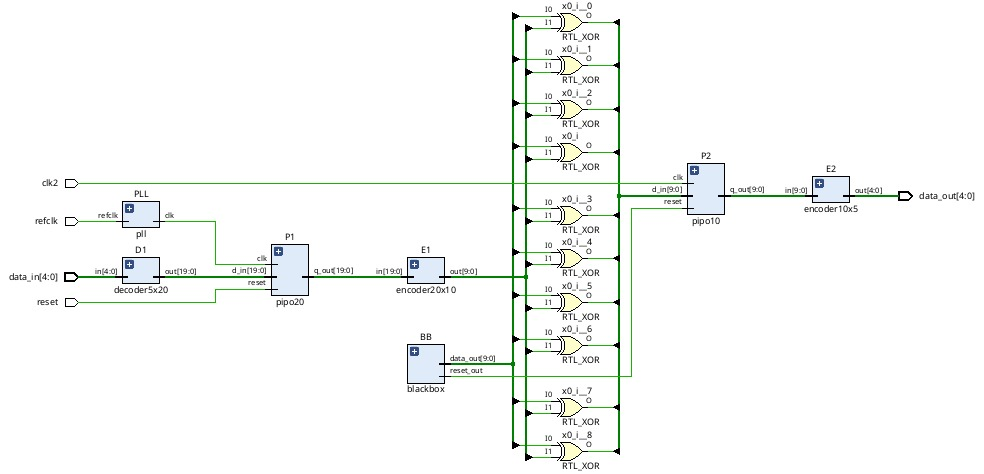 x0_i__0
I0
O
I1
RTL_XOR
x0_i__1
I0
O
I1
RTL_XOR
x0_i__2
I0
O
I1
RTL_XOR
x0_i
I0
O
I1
RTL_XOR
x0_i__3
I0
O
I1
RTL_XOR
x0_i__4
I0
O
I1
RTL_XOR
x0_i__5
I0
O
I1
RTL_XOR
x0_i__6
I0
O
I1
RTL_XOR
x0_i__7
I0
O
I1
RTL_XOR
x0_i__8
I0
O
I1
RTL_XOR
clk2
refclk
PLL
refclk
clk
pll
data_in[4:0]
D1
in[4:0]
out[19:0]
decoder5x20
reset
P1
clk
d_in[19:0]
reset
q_out[19:0]
pipo20
E1
in[19:0]
out[9:0]
encoder20x10
BB
data_out[9:0]
reset_out
blackbox
P2
clk
d_in[9:0]
reset
q_out[9:0]
pipo10
E2
in[9:0]
out[4:0]
encoder10x5
data_out[4:0]